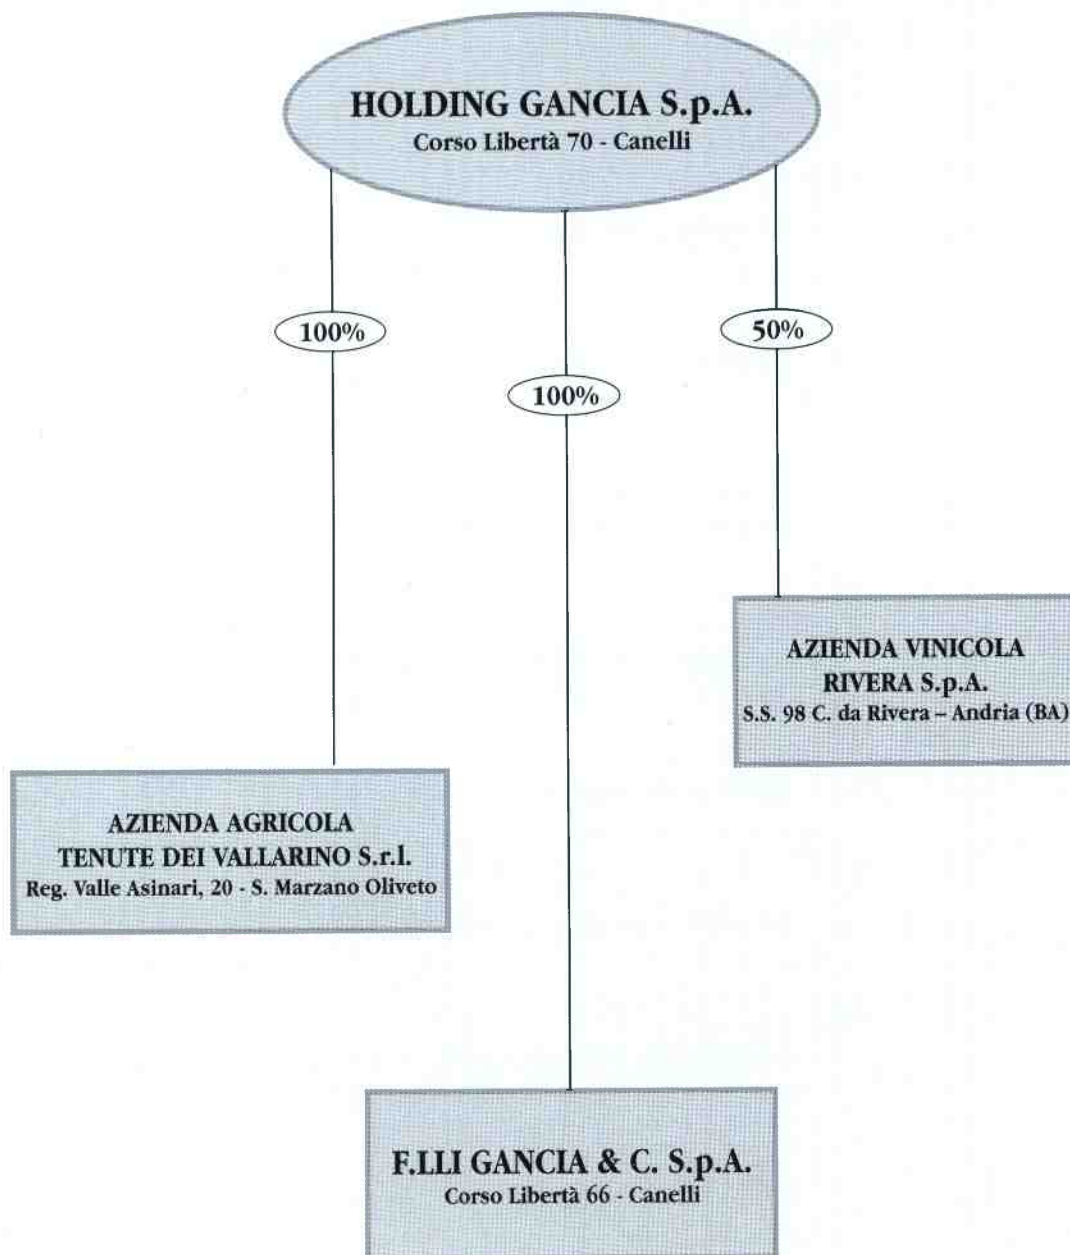 HOLDING GANCIA S.p.A.
Corso Libertà 70 - Canelli
100%
50%
100%
AZIENDA VINICOLA
RIVERA S.p.A.
S.S. 98 C. da Rivera – Andria (BA)
AZIENDA AGRICOLA
TENUTE DEI VALLARINO S.r.l.
Reg. Valle Asinari, 20 - S. Marzano Oliveto
F.LLI GANCIA & C. S.p.A.
Corso Libertà 66 - Canelli